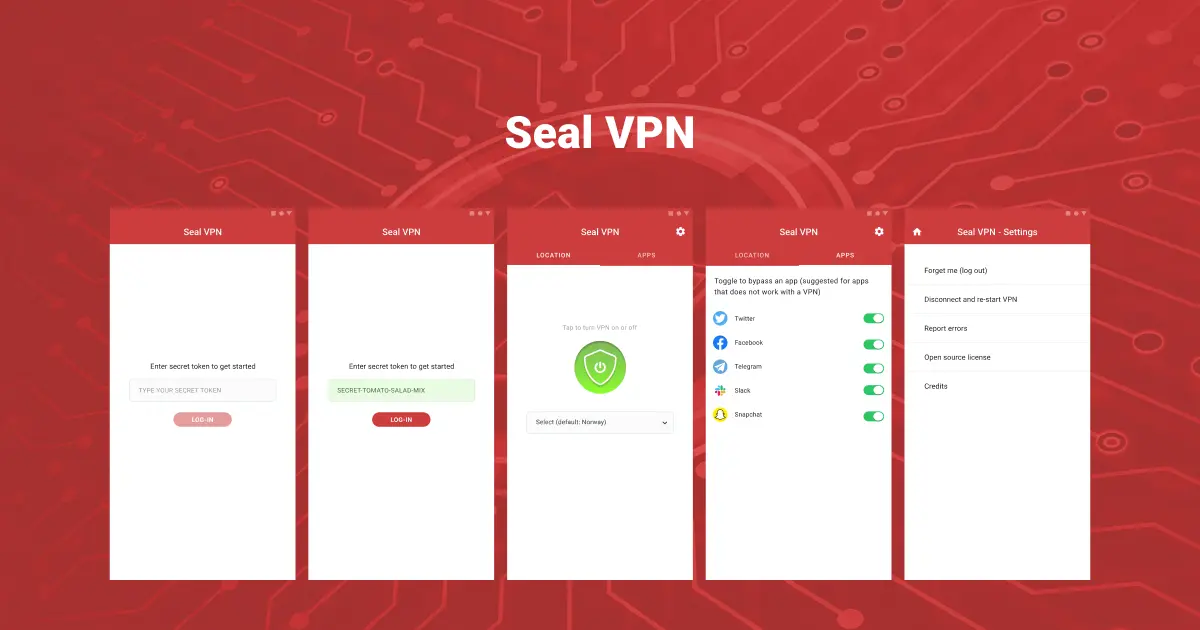 Seal VPN
Seal VPN
Enter secret token to get started
TYPE YOUR SECRET TOKEN
LOG-IN
Seal VPN
Enter secret token to get started
SECRET-TOMATO-SALAD-MIX
LOG-IN
Seal VPN
LOCATION
APPS
Tap to turn VPN on or off
Select (default: Norway)
Seal VPN
LOCATION
APPS
Toggle to bypass an app (suggested for apps
that does not work with a VPN)
Twitter
Facebook
Telegram
Slack
Snapchat
Seal VPN - Settings
Forget me (log out)
Disconnect and re-start VPN
Report errors
Open source license
Credits